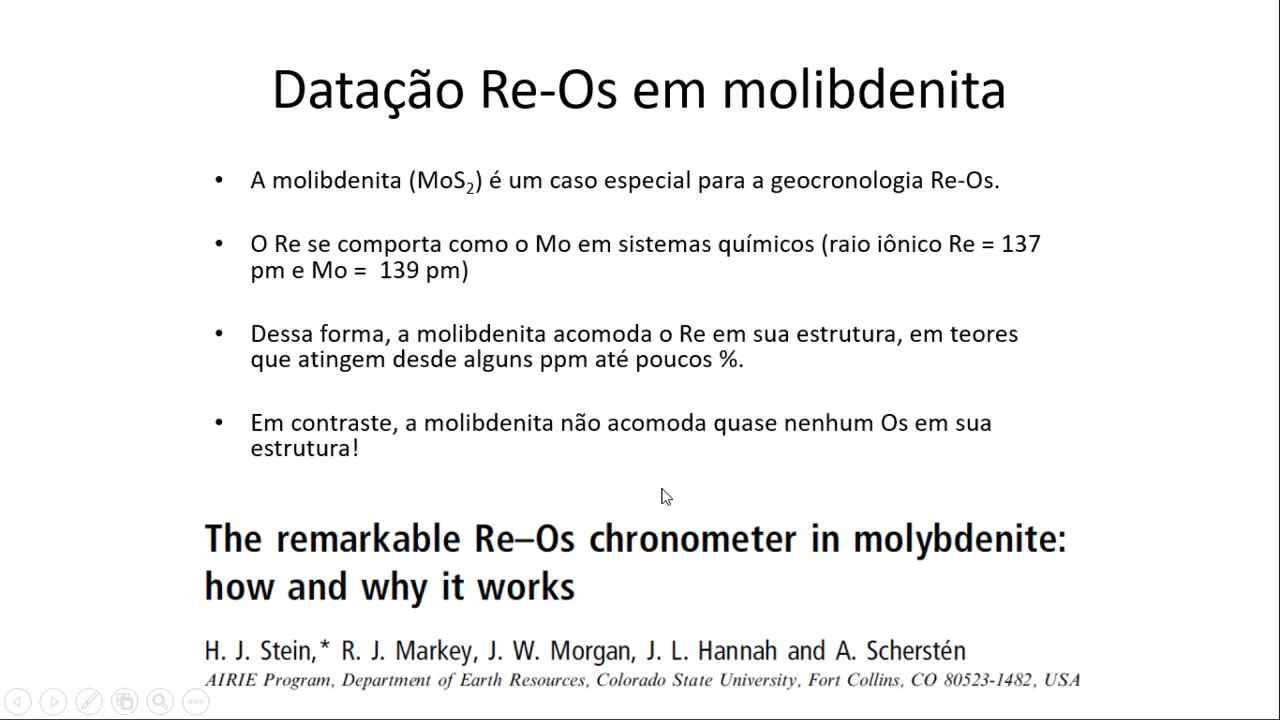 Datação Re-Os em molibdenita
• A molibdenita (MoS₂) é um caso especial para a geocronologia Re-Os.
• O Re se comporta como o Mo em sistemas químicos (raio iônico Re = 137
pm e Mo = 139 pm)
• Dessa forma, a molibdenita acomoda o Re em sua estrutura, em teores
que atingem desde alguns ppm até poucos %.
• Em contraste, a molibdenita não acomoda quase nenhum Os em sua
estrutura!
The remarkable Re–Os chronometer in molybdenite:
how and why it works
H. J. Stein,* R. J. Markey, J. W. Morgan, J. L. Hannah and A. Scherstén
AIRIE Program, Department of Earth Resources, Colorado State University, Fort Collins, CO 80523-1482, USA